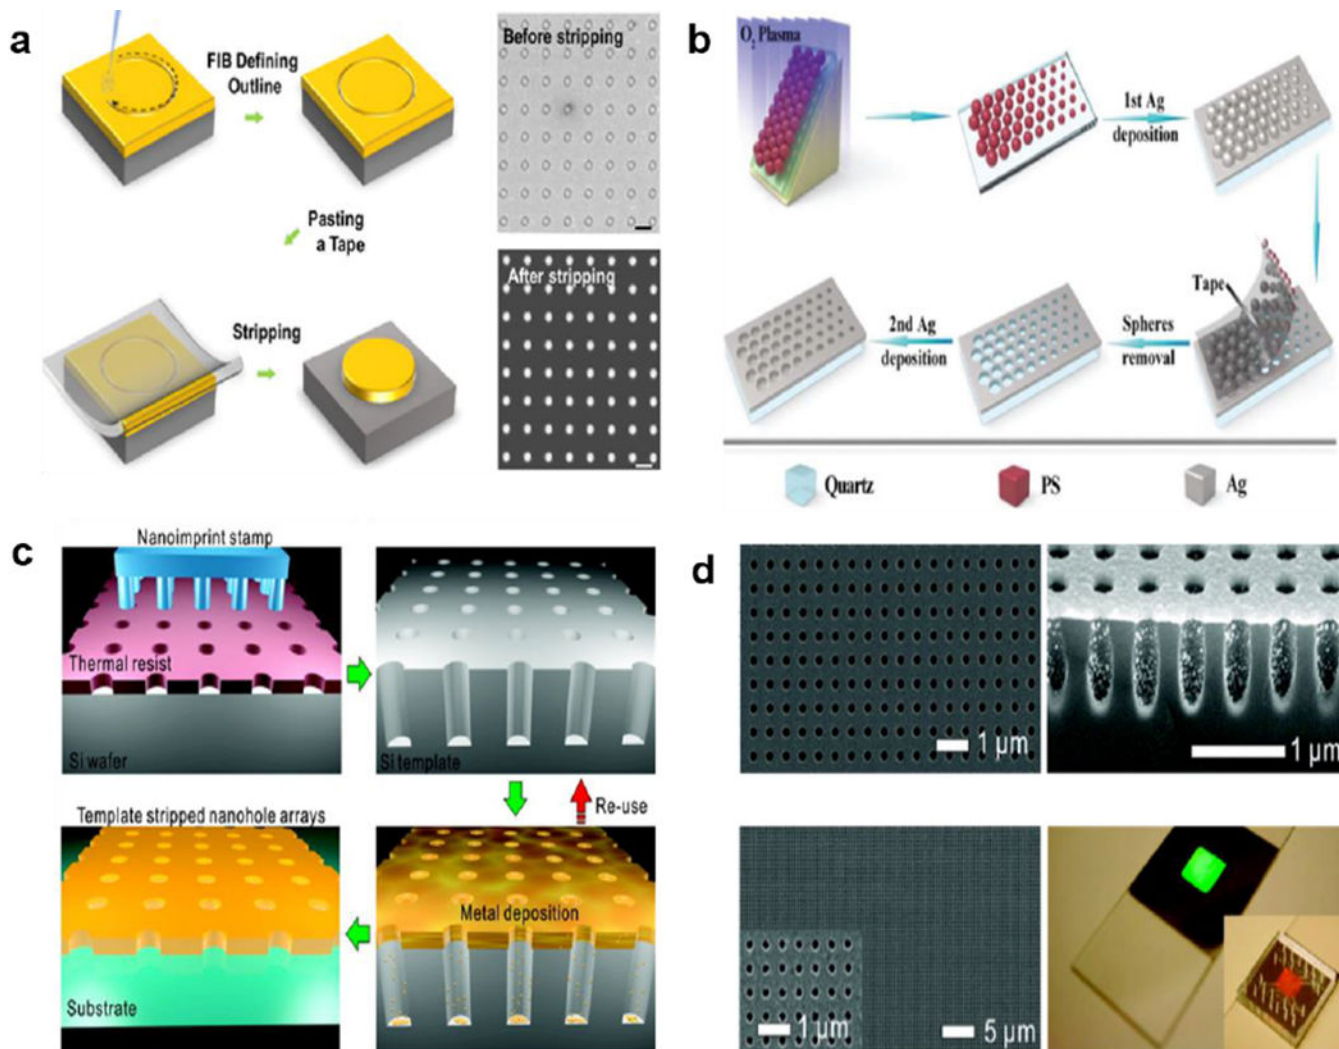 a
FIB Defining
Outline
Pasting
a Tape
Stripping
Before stripping
After stripping
b
O2 Plasma
1st Ag
deposition
Tape
Spheres
removal
2nd Ag
deposition
Quartz
PS
Ag
c
Nanoimprint stamp
Thermal resist
Si wafer
Si template
Re-use
Template stripped nanohole arrays
Metal deposition
Substrate
d
1 μm
1 μm
1 μm
5 μm